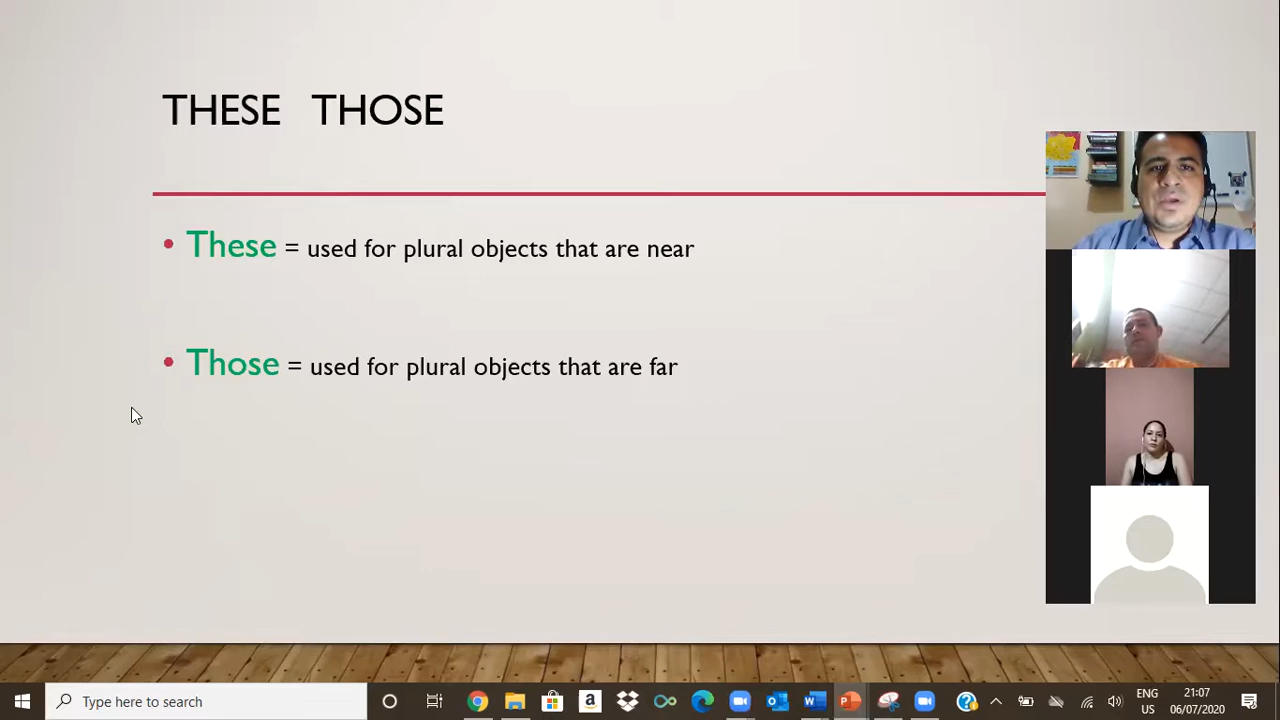 THESE THOSE
• These = used for plural objects that are near
• Those = used for plural objects that are far
Type here to search
ENG
US
21:07
06/07/2020